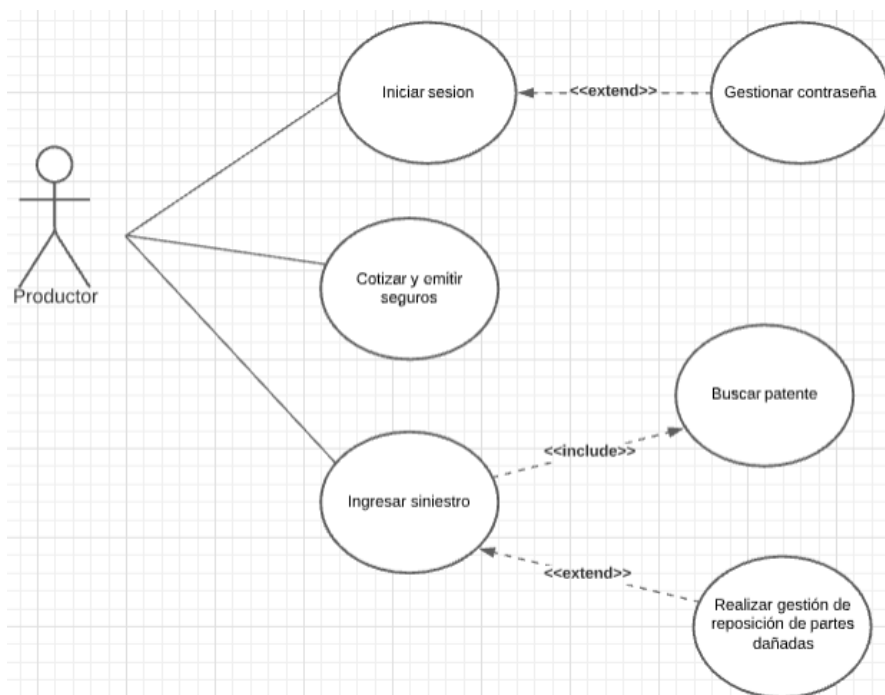 Iniciar sesion
<<extend>>
Gestionar contraseña
Productor
Cotizar y emitir
seguros
Buscar patente
<<include>>
Ingresar siniestro
<<extend>>
Realizar gestión de
reposición de partes
dañadas